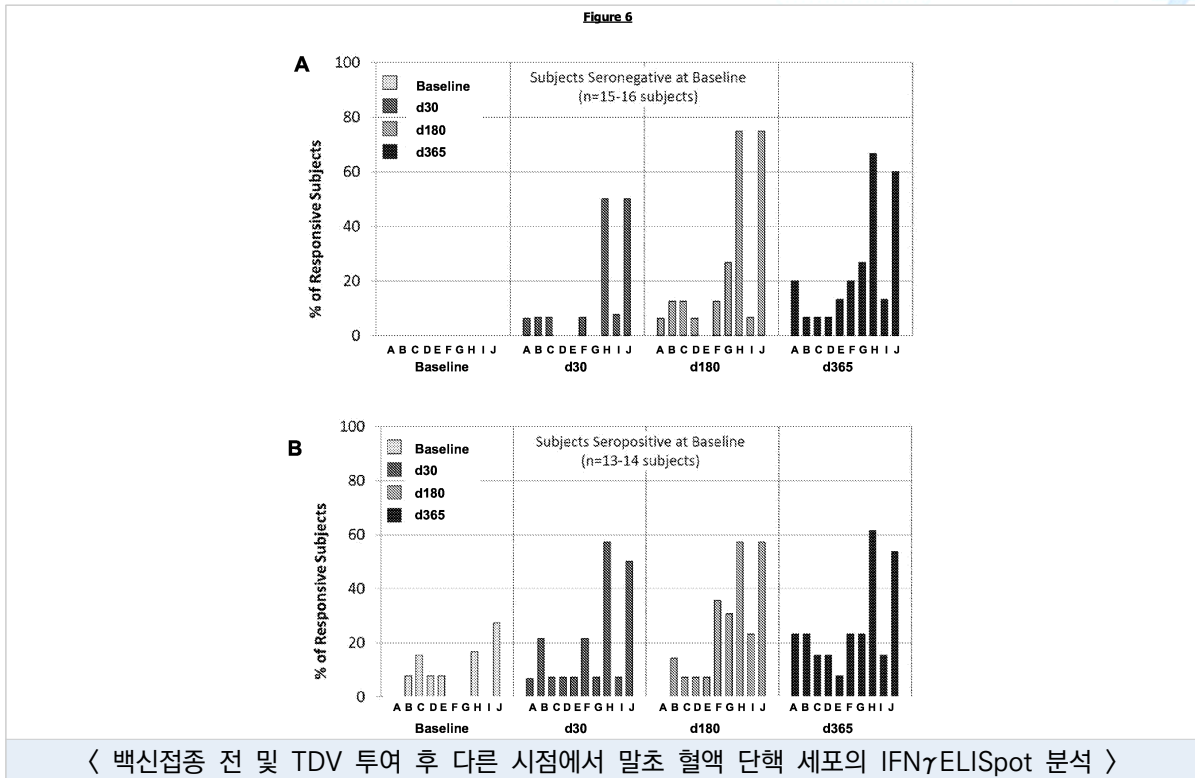 Figure 6
A
100
80
60
40
20
0
% of Responsive Subjects
Baseline
d30
d180
d365
Subjects Seronegative at Baseline
(n=15-16 subjects)
A B C D E F G H I J
A B C D E F G H I J
A B C D E F G H I J
A B C D E F G H I J
Baseline d30 d180 d365
B
100
80
60
40
20
0
% of Responsive Subjects
Baseline
d30
d180
d365
Subjects Seropositive at Baseline
(n=13-14 subjects)
A B C D E F G H I J
A B C D E F G H I J
A B C D E F G H I J
A B C D E F G H I J
Baseline d30 d180 d365
〈 백신접종 전 및 TDV 투여 후 다른 시점에서 말초 혈액 단핵 세포의 IFNγELISpot 분석 〉